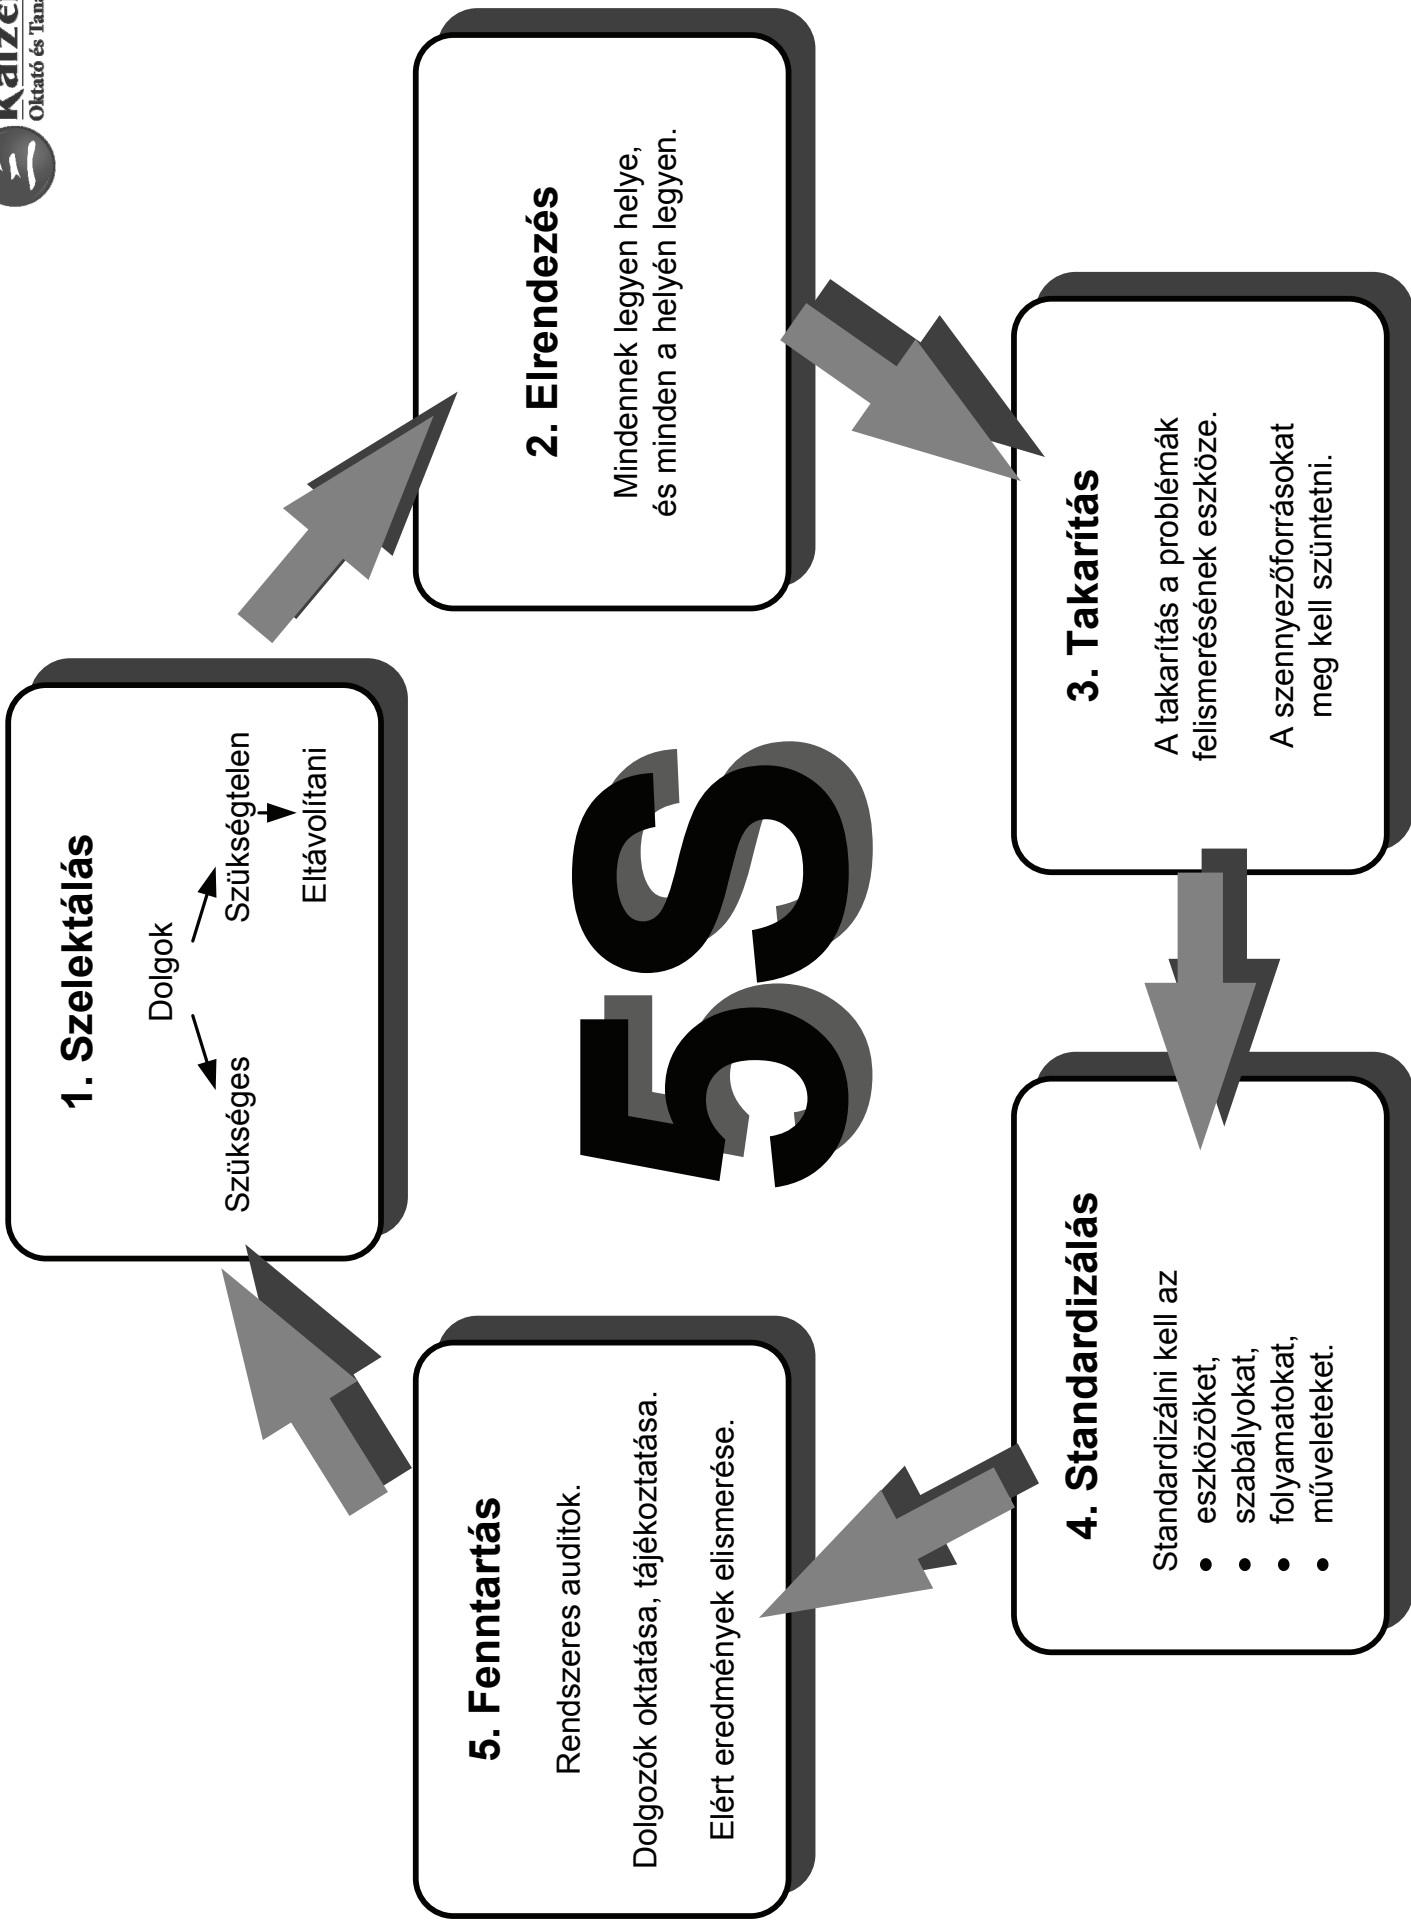 Oktató és
1. Szelektálás
Dolgok
Szükséges
Szükségtelen
Eltávolítani
2. Elrendezés
Mindennek legyen helye,
és minden a helyén legyen.
3. Takarítás
A takarítás a problémák
felismerésének eszköze.
A szennyezőforrásokat
meg kell szüntetni.
4. Standardizálás
Standardizálni kell az
• eszközöket,
• szabályokat,
• folyamatokat,
• műveleteket.
5. Fenntartás
Rendszeres auditok.
Dolgozók oktatása, tájékoztatása.
Elért eredmények elismerése.
5S